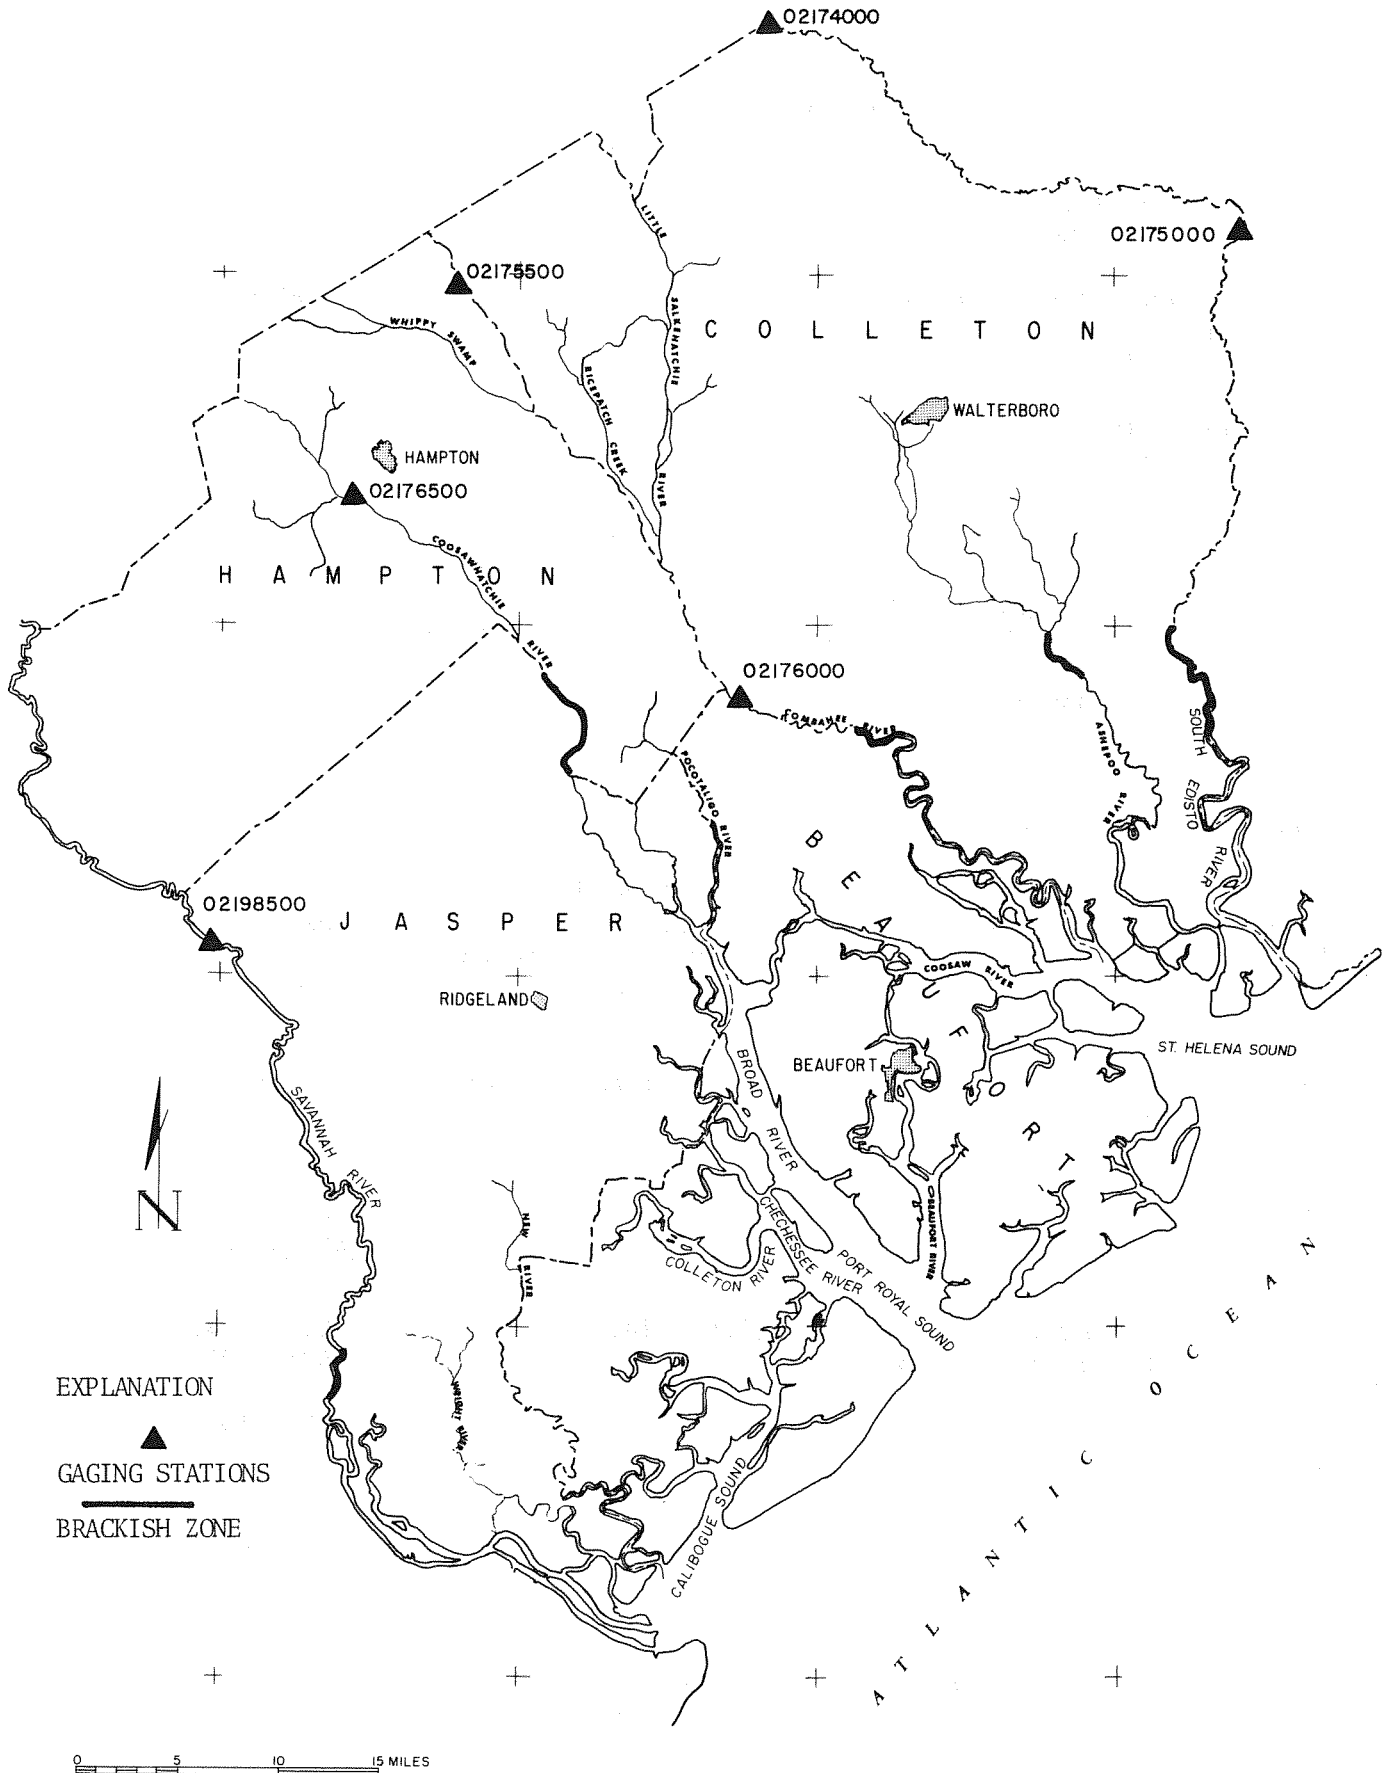 02174000
02175000
02175500
LITTLE
SALKEHATCHIE
RIVER
WHIPPY SWAMP
RICEPATCH
CREEK
COLLETON
WALTERBORO
HAMPTON
02176500
COOSAWHATCHIE
RIVER
HAMPTON
02176000
COMBAHEE RIVER
ASHEPOO
RIVER
SOUTH
EDISTO
RIVER
POCOTALIGO RIVER
02198500
JASPER
BEAUFORT
COOSAW RIVER
RIDGELAND
BEAUFORT
ST. HELENA SOUND
BROAD
RIVER
SAVANNAH
RIVER
N
CHECHESSEE RIVER
COLLETON RIVER
PORT ROYAL SOUND
BEAUFORT RIVER
NEW
RIVER
WRIGHT RIVER
CALIBOGUE SOUND
ATLANTIC OCEAN
EXPLANATION
GAGING STATIONS
BRACKISH ZONE
0 5 10 15 MILES